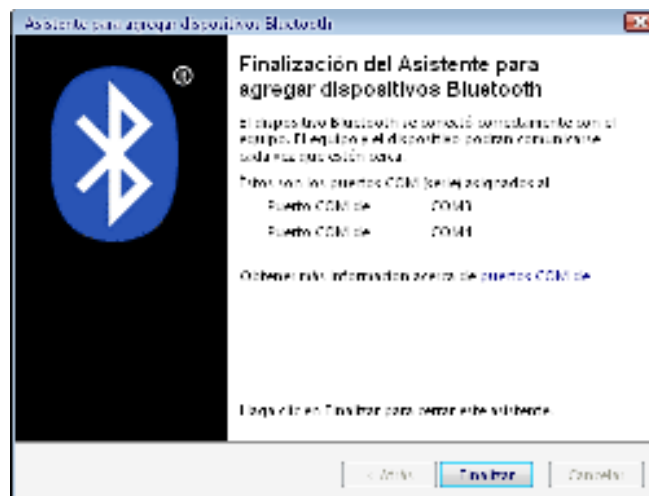 Asistente para agregar dispositivos Bluetooth
®
Finalización del Asistente para
agregar dispositivos Bluetooth
El dispositivo Bluetooth se conectó correctamente con el
equipo. El equipo y el dispositivo podrán comunicarse
cada vez que estén cerca.
Estos son los puertos COM (serie) asignados al
Puerto COM de COM3
Puerto COM de
Obtener más información acerca de puertos COM de
Haga clic en Finalizar para cerrar este asistente.
< Atrás Finalizar Cancelar